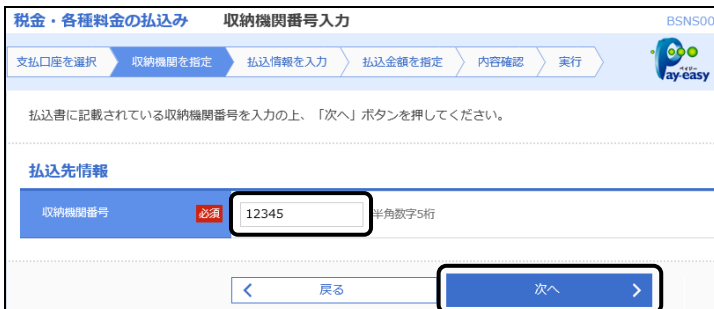 税金・各種料金の払込み 収納機関番号入力 BSNS00
支払口座を選択 収納機関を指定 払込情報を入力 払込金額を指定 内容確認 実行
ペイジー
Pay-easy
払込書に記載されている収納機関番号を入力の上、「次へ」ボタンを押してください。
払込先情報
収納機関番号 必須 12345 半角数字5桁
戻る 次へ